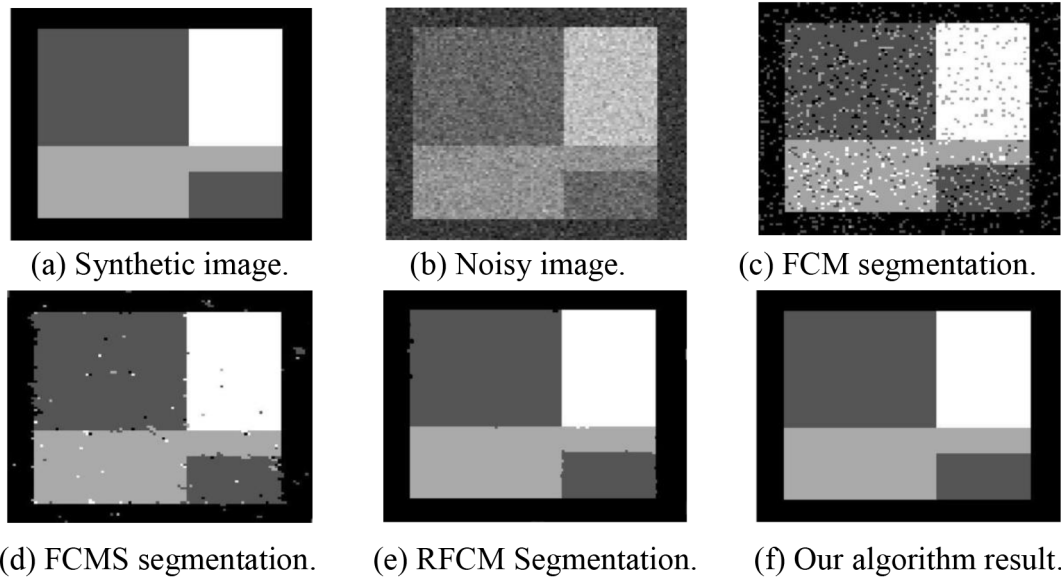 (a) Synthetic image.
(b) Noisy image.
(c) FCM segmentation.
(d) FCMS segmentation.
(e) RFCM Segmentation.
(f) Our algorithm result.